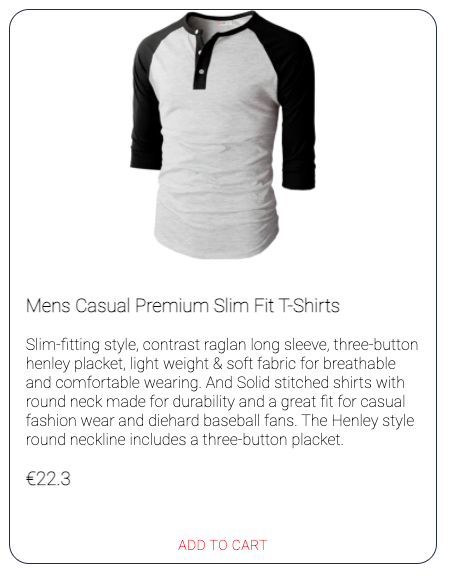 Mens Casual Premium Slim Fit T-Shirts
Slim-fitting style, contrast raglan long sleeve, three-button
henley placket, light weight & soft fabric for breathable
and comfortable wearing. And Solid stitched shirts with
round neck made for durability and a great fit for casual
fashion wear and diehard baseball fans. The Henley style
round neckline includes a three-button placket.
€22.3
ADD TO CART